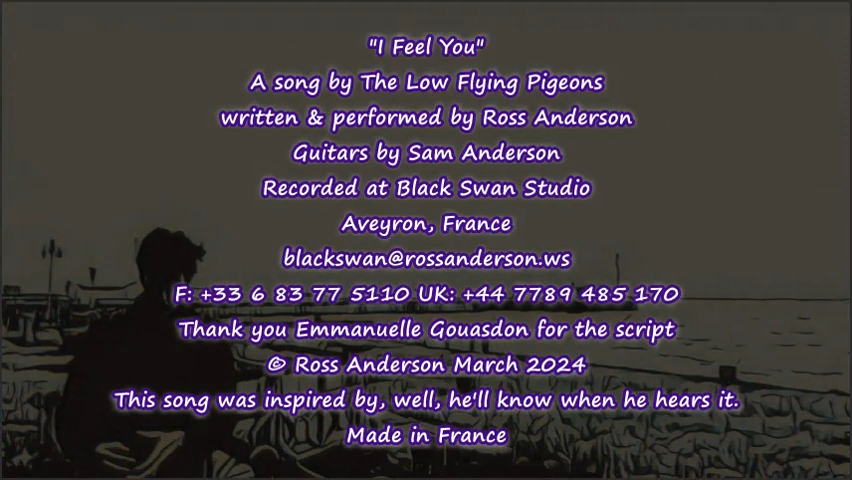 "I Feel You"
A song by The Low Flying Pigeons
written & performed by Ross Anderson
Guitars by Sam Anderson
Recorded at Black Swan Studio
Aveyron, France
blackswan@rossanderson.ws
F: +33 6 83 77 5110 UK: +44 7789 485 170
Thank you Emmanuelle Gouasdon for the script
© Ross Anderson March 2024
This song was inspired by, well, he'll know when he hears it.
Made in France